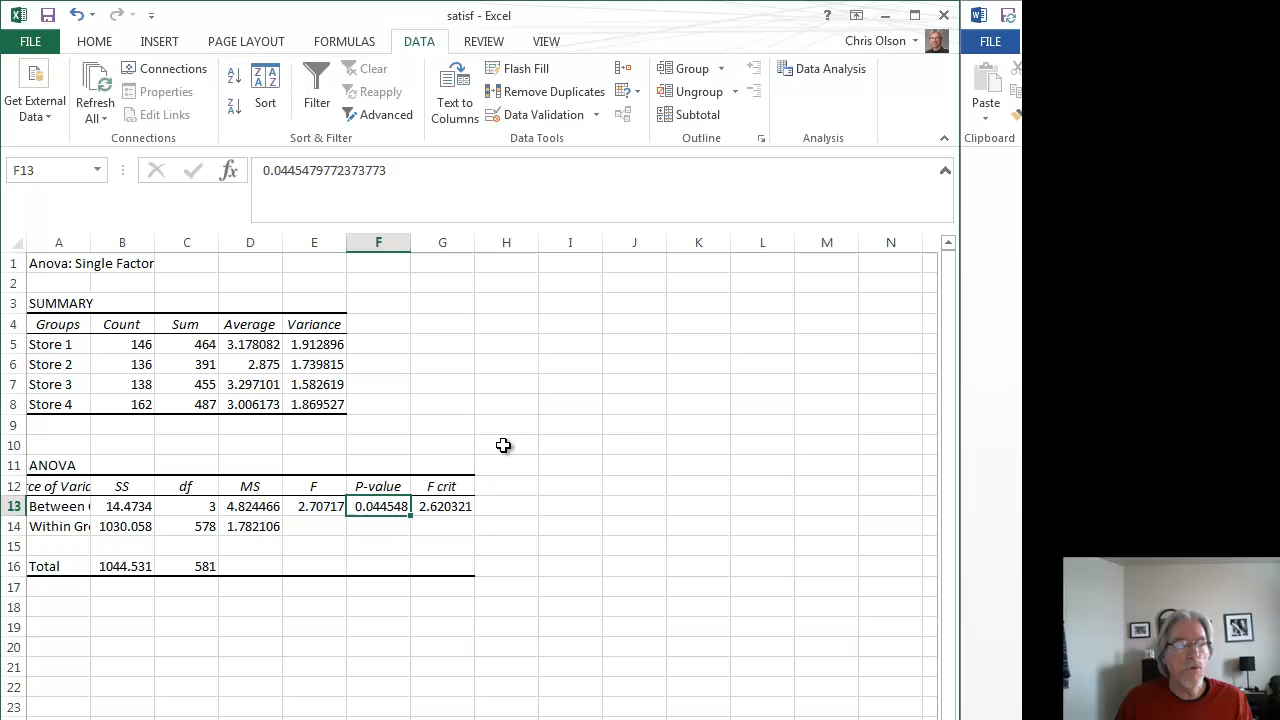 satisf - Excel
FILE HOME INSERT PAGE LAYOUT FORMULAS DATA REVIEW VIEW Chris Olson FILE
Get External Data
Refresh All
Connections
Properties
Edit Links
Connections
Sort
Filter
Clear
Reapply
Advanced
Sort & Filter
Text to Columns
Flash Fill
Remove Duplicates
Data Validation
Data Tools
Group
Ungroup
Subtotal
Outline
Data Analysis
Analysis
Paste
Clipboard
F13 fx 0.0445479772373773
A B C D E F G H I J K L M N
1 Anova: Single Factor
2
3 SUMMARY
4 Groups Count Sum Average Variance
5 Store 1 146 464 3.178082 1.912896
6 Store 2 136 391 2.875 1.739815
7 Store 3 138 455 3.297101 1.582619
8 Store 4 162 487 3.006173 1.869527
9
10
11 ANOVA
12 ce of Varia SS df MS F P-value F crit
13 Between 14.4734 3 4.824466 2.70717 0.044548 2.620321
14 Within Gr 1030.058 578 1.782106
15
16 Total 1044.531 581
17
18
19
20
21
22
23